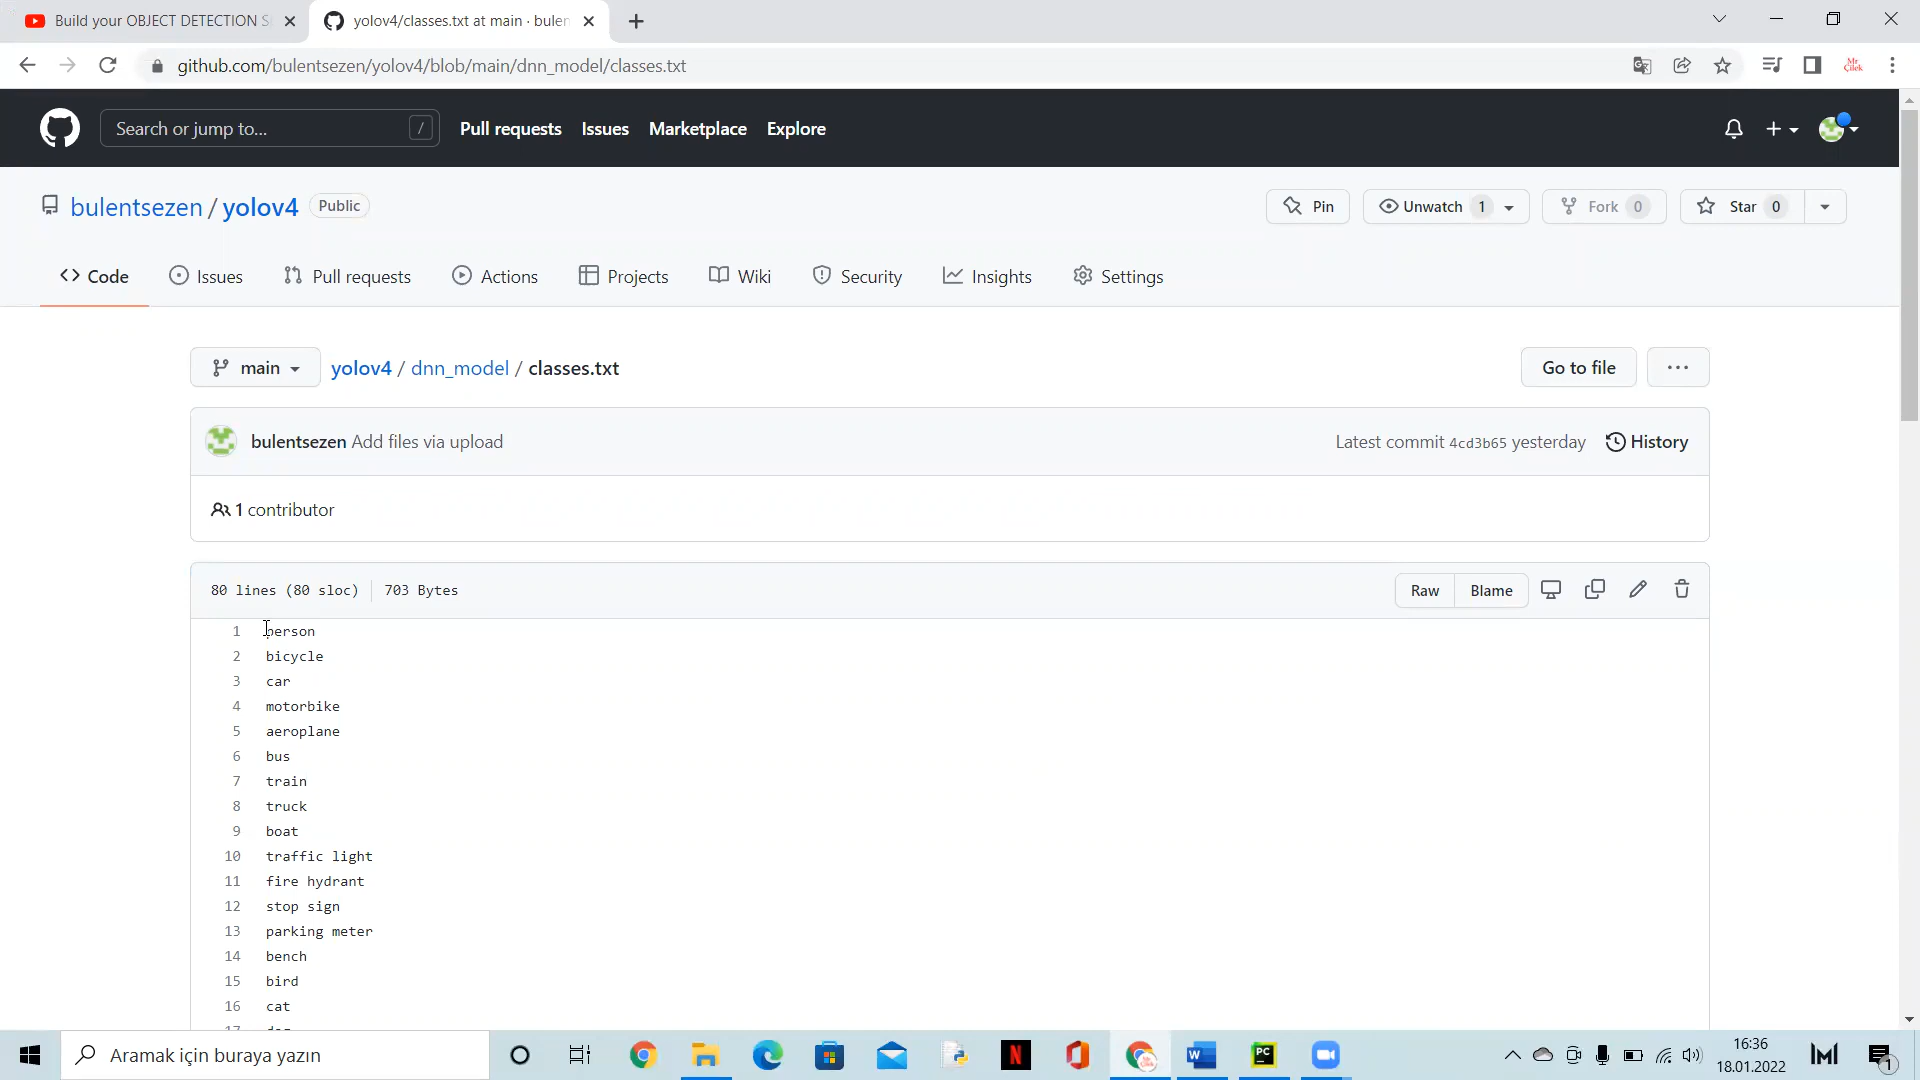 Build your OBJECT DETECTION S
yolov4/classes.txt at main · bulen
github.com/bulentsezen/yolov4/blob/main/dnn_model/classes.txt
Mr Çilek
Search or jump to... /
Pull requests Issues Marketplace Explore
bulentsezen / yolov4 Public
Pin Unwatch 1 Fork 0 Star 0
Code Issues Pull requests Actions Projects Wiki Security Insights Settings
main yolov4 / dnn_model / classes.txt Go to file ...
bulentsezen Add files via upload Latest commit 4cd3b65 yesterday History
1 contributor
80 lines (80 sloc) 703 Bytes Raw Blame
1 person
2 bicycle
3 car
4 motorbike
5 aeroplane
6 bus
7 train
8 truck
9 boat
10 traffic light
11 fire hydrant
12 stop sign
13 parking meter
14 bench
15 bird
16 cat
Aramak için buraya yazın
N W PC
16:36
18.01.2022
1